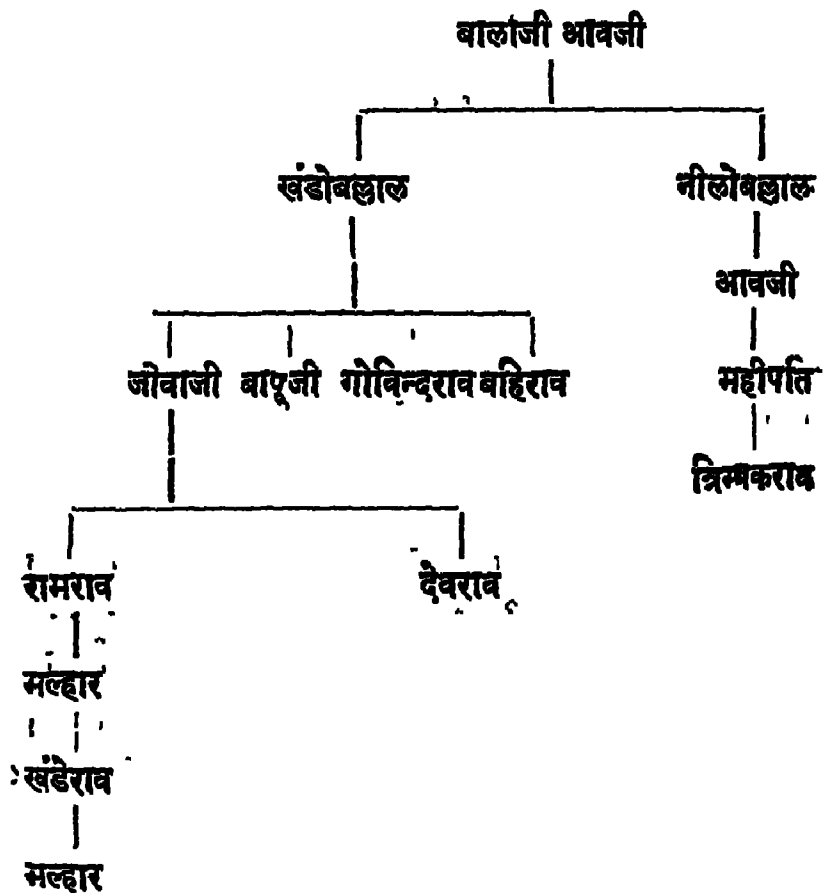 बालाजी आवजी
खंडोबल्लाल नीलोबल्लाल
आवजी
जीवाजी बापूजी गोविन्दराव बहिराव महीपति
त्रिम्बकराव
रामराव देवराव
मल्हार
खंडेराव
मल्हार